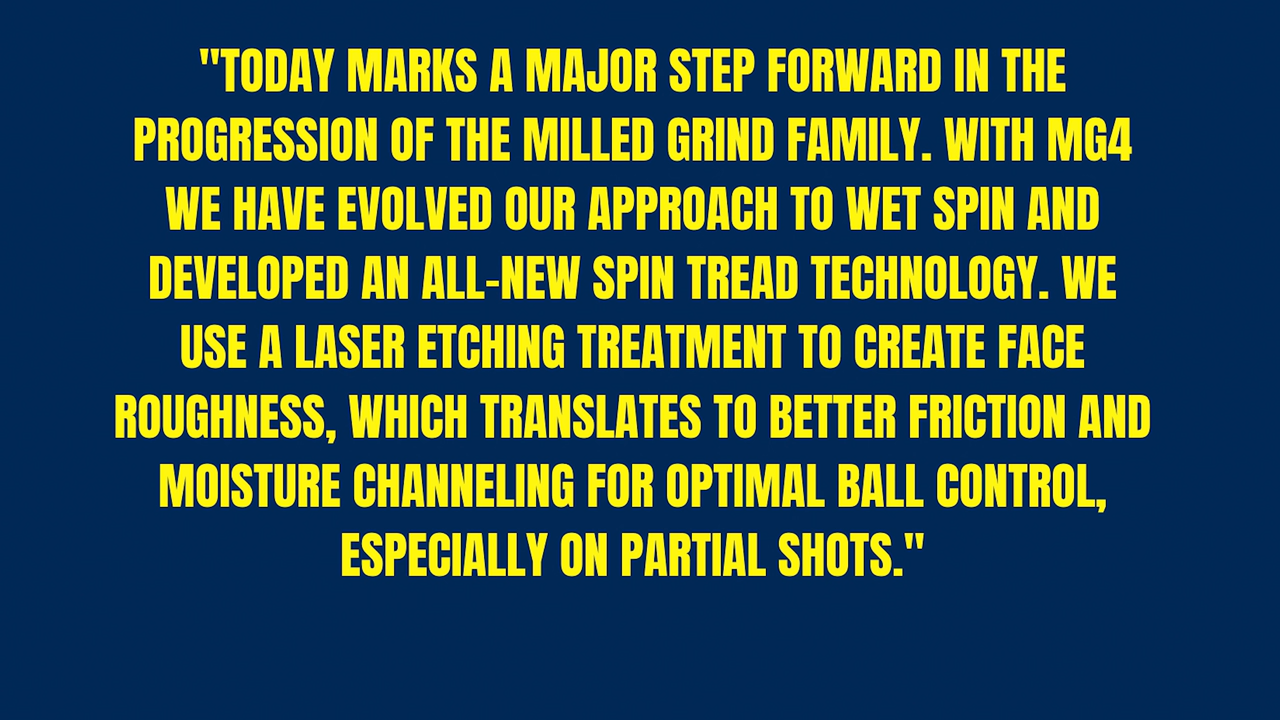 "TODAY MARKS A MAJOR STEP FORWARD IN THE
PROGRESSION OF THE MILLED GRIND FAMILY. WITH MG4
WE HAVE EVOLVED OUR APPROACH TO WET SPIN AND
DEVELOPED AN ALL-NEW SPIN TREAD TECHNOLOGY. WE
USE A LASER ETCHING TREATMENT TO CREATE FACE
ROUGHNESS, WHICH TRANSLATES TO BETTER FRICTION AND
MOISTURE CHANNELING FOR OPTIMAL BALL CONTROL,
ESPECIALLY ON PARTIAL SHOTS."